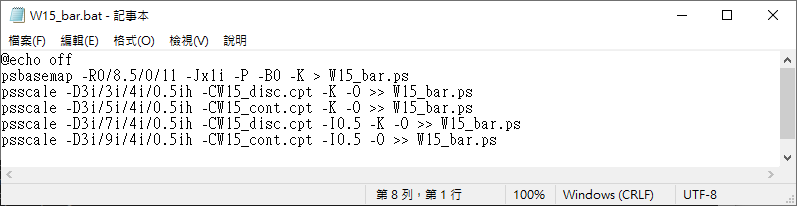 W15_bar.bat - 記事本
檔案(F) 編輯(E) 格式(O) 檢視(V) 說明
@echo off
psbasemap -R0/8.5/0/11 -Jx1i -P -B0 -K > W15_bar.ps
psscale -D3i/3i/4i/0.5ih -CW15_disc.cpt -K -O >> W15_bar.ps
psscale -D3i/5i/4i/0.5ih -CW15_cont.cpt -K -O >> W15_bar.ps
psscale -D3i/7i/4i/0.5ih -CW15_disc.cpt -I0.5 -K -O >> W15_bar.ps
psscale -D3i/9i/4i/0.5ih -CW15_cont.cpt -I0.5 -O >> W15_bar.ps
第 8 列，第 1 行 100% Windows (CRLF) UTF-8